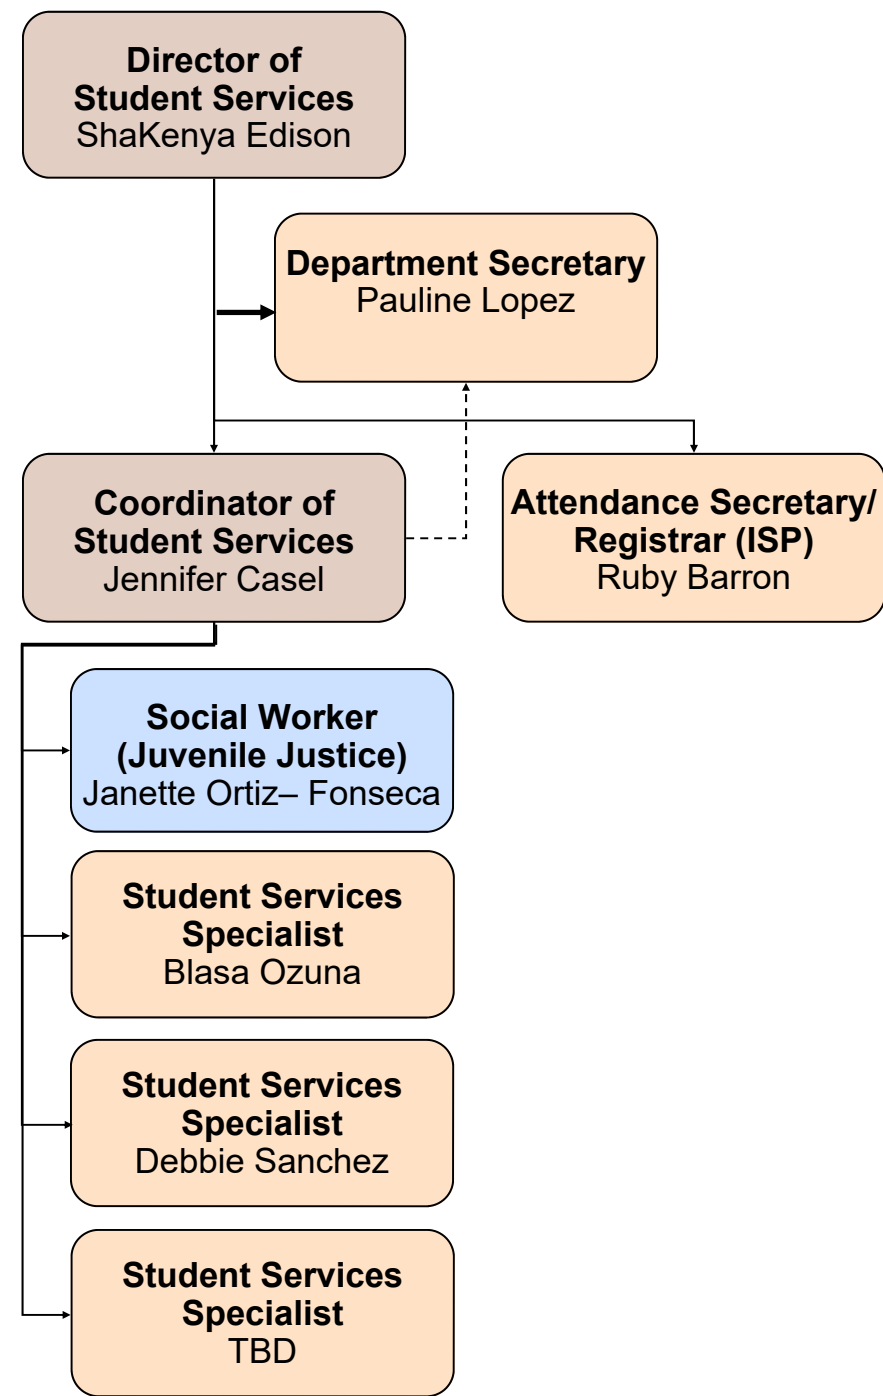 Director of
Student Services
ShaKenya Edison
Department Secretary
Pauline Lopez
Coordinator of
Student Services
Jennifer Casel
Attendance Secretary/
Registrar (ISP)
Ruby Barron
Social Worker
(Juvenile Justice)
Janette Ortiz– Fonseca
Student Services
Specialist
Blasa Ozuna
Student Services
Specialist
Debbie Sanchez
Student Services
Specialist
TBD